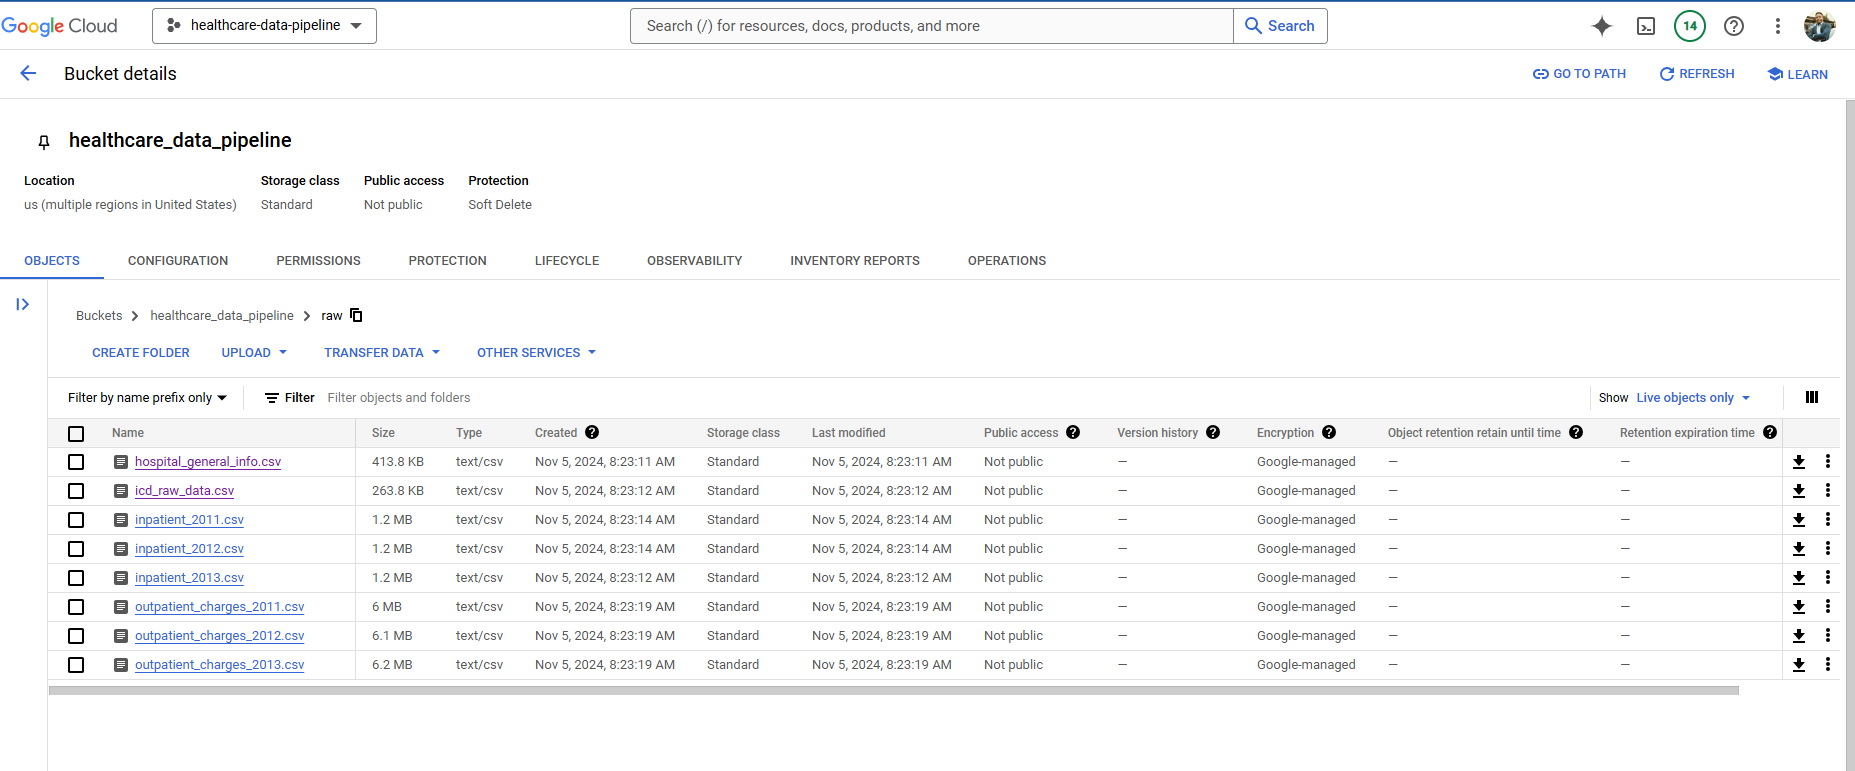 Google Cloud healthcare-data-pipeline Search (/) for resources, docs, products, and more Search 14
Bucket details GO TO PATH REFRESH LEARN
healthcare_data_pipeline
Location Storage class Public access Protection
us (multiple regions in United States) Standard Not public Soft Delete
OBJECTS CONFIGURATION PERMISSIONS PROTECTION LIFECYCLE OBSERVABILITY INVENTORY REPORTS OPERATIONS
Buckets > healthcare_data_pipeline > raw
CREATE FOLDER UPLOAD TRANSFER DATA OTHER SERVICES
Filter by name prefix only Filter Filter objects and folders Show Live objects only
Name Size Type Created Storage class Last modified Public access Version history Encryption Object retention retain until time Retention expiration time
hospital_general_info.csv 413.8 KB text/csv Nov 5, 2024, 8:23:11 AM Standard Nov 5, 2024, 8:23:11 AM Not public — Google-managed — —
icd_raw_data.csv 263.8 KB text/csv Nov 5, 2024, 8:23:12 AM Standard Nov 5, 2024, 8:23:12 AM Not public — Google-managed — —
inpatient_2011.csv 1.2 MB text/csv Nov 5, 2024, 8:23:14 AM Standard Nov 5, 2024, 8:23:14 AM Not public — Google-managed — —
inpatient_2012.csv 1.2 MB text/csv Nov 5, 2024, 8:23:14 AM Standard Nov 5, 2024, 8:23:14 AM Not public — Google-managed — —
inpatient_2013.csv 1.2 MB text/csv Nov 5, 2024, 8:23:12 AM Standard Nov 5, 2024, 8:23:12 AM Not public — Google-managed — —
outpatient_charges_2011.csv 6 MB text/csv Nov 5, 2024, 8:23:19 AM Standard Nov 5, 2024, 8:23:19 AM Not public — Google-managed — —
outpatient_charges_2012.csv 6.1 MB text/csv Nov 5, 2024, 8:23:19 AM Standard Nov 5, 2024, 8:23:19 AM Not public — Google-managed — —
outpatient_charges_2013.csv 6.2 MB text/csv Nov 5, 2024, 8:23:19 AM Standard Nov 5, 2024, 8:23:19 AM Not public — Google-managed — —